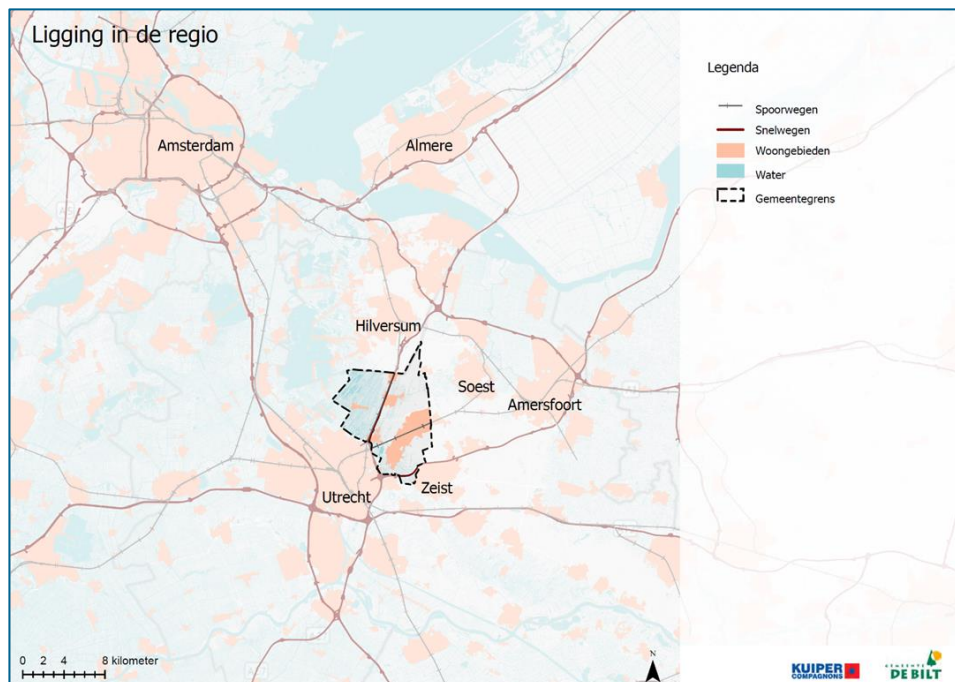 Ligging in de regio
Legenda
Spoorwegen
Snelwegen
Woongebieden
Water
Gemeentegrens
Amsterdam
Almere
Hilversum
Soest
Amersfoort
Utrecht
Zeist
0 2 4 8 kilometer
N
KUIPER
COMPAGNONS
GEMEENTE
DE BILT